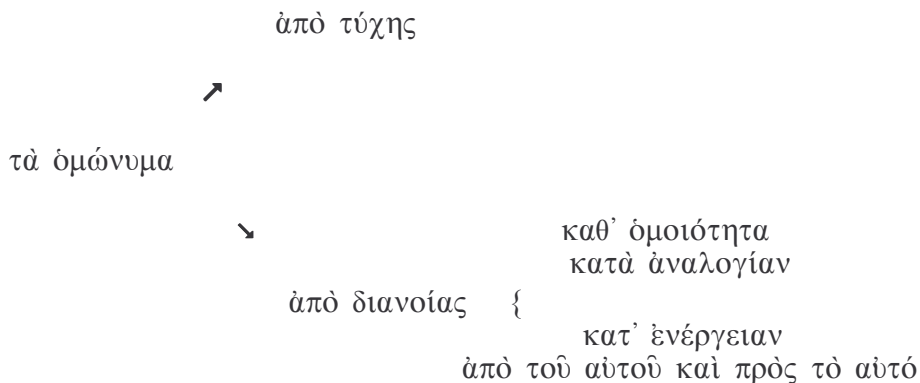 ἀπὸ τύχης
τὰ ὁμώνυμα
καθ’ ὁμοιότητα
κατὰ ἀναλογίαν
ἀπὸ διανοίας {
κατ’ ἐνέργειαν
ἀπὸ τοῦ αὐτοῦ καὶ πρὸς τὸ αὐτό